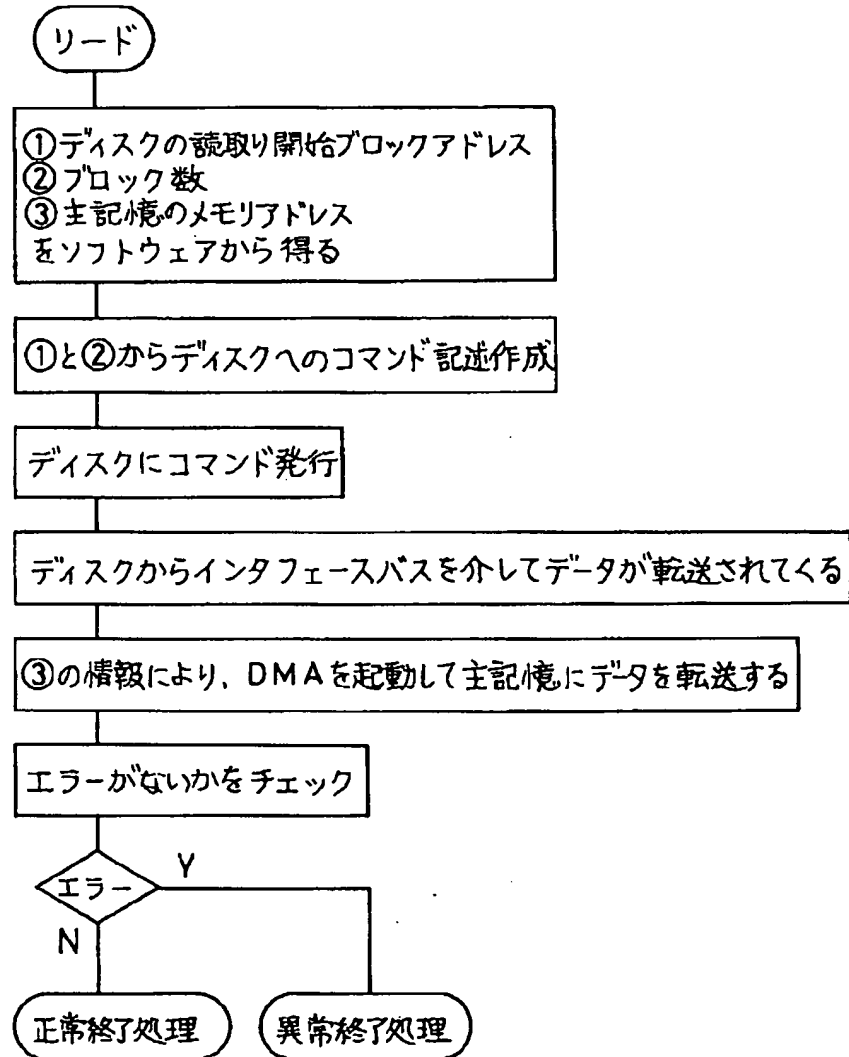 リード
①ディスクの読取り開始ブロックアドレス
②ブロック数
③主記憶のメモリアドレス
をソフトウェアから得る
①と②からディスクへのコマンド記述作成
ディスクにコマンド発行
ディスクからインタフェースバスを介してデータが転送されてくる
③の情報により、DMAを起動して主記憶にデータを転送する
エラーがないかをチェック
エラー
Y
N
正常終了処理
異常終了処理